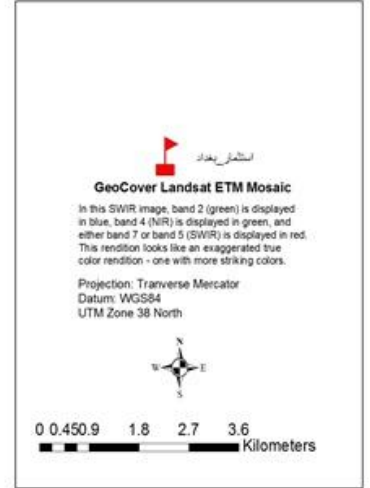 استثمار_بغداد
GeoCover Landsat ETM Mosaic
In this SWIR image, band 2 (green) is displayed
in blue, band 4 (NIR) is displayed in green, and
either band 7 or band 5 (SWIR) is displayed in red.
This rendition looks like an exaggerated true
color rendition - one with more striking colors.
Projection: Tranverse Mercator
Datum: WGS84
UTM Zone 38 North
N
W E
S
0 0.450.9 1.8 2.7 3.6
Kilometers